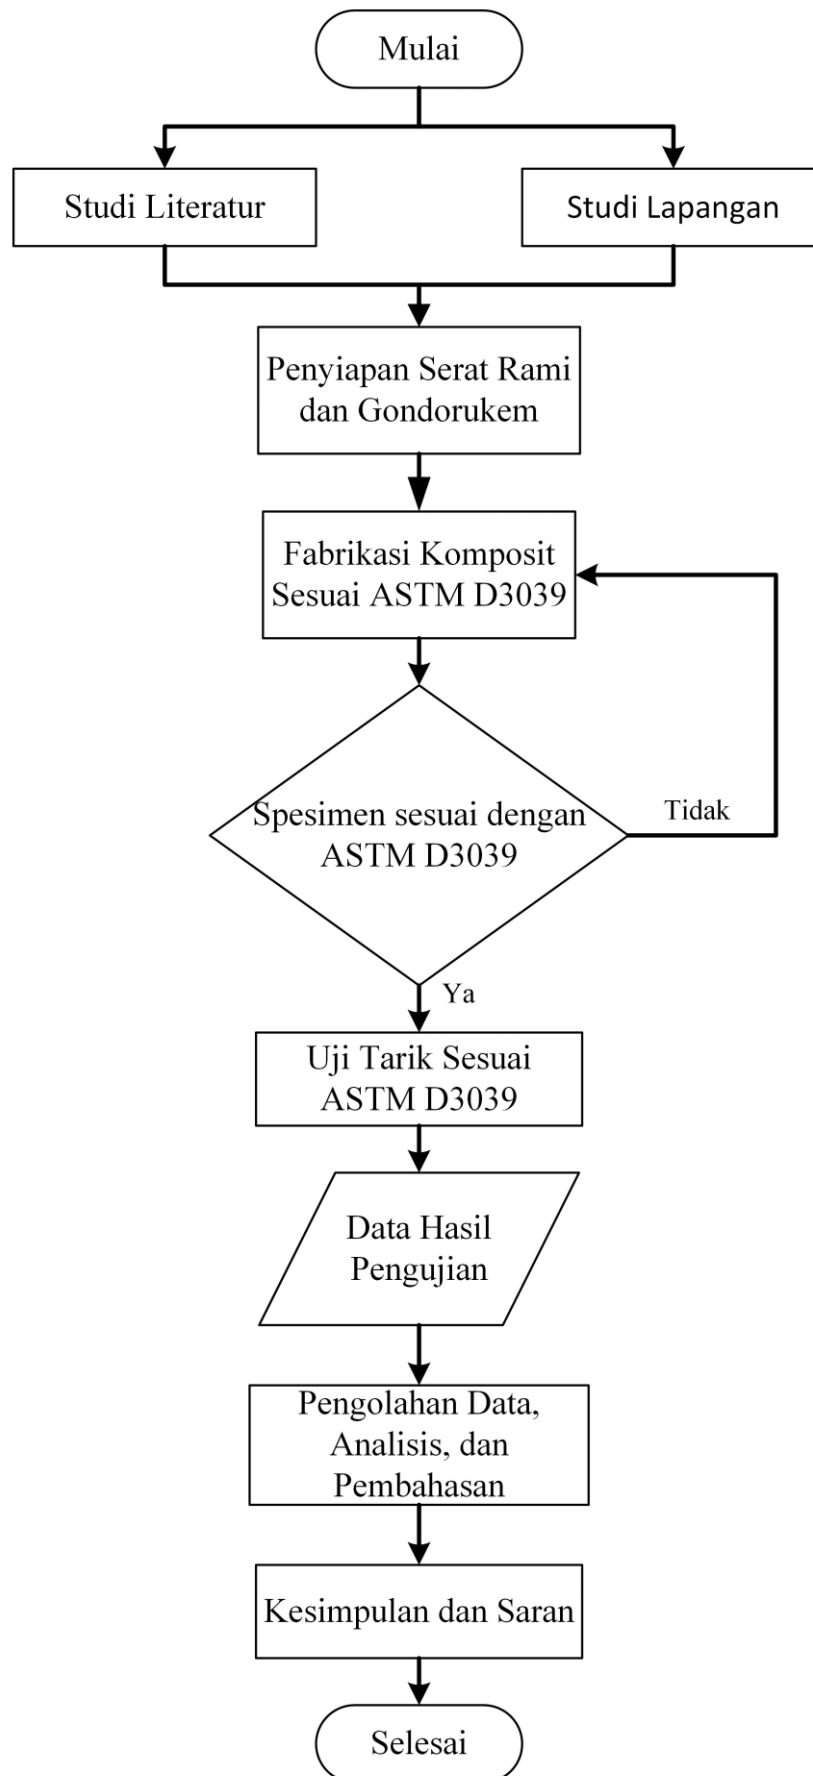 Mulai
Studi Literatur
Studi Lapangan
Penyiapan Serat Rami
dan Gondorukem
Fabrikasi Komposit
Sesuai ASTM D3039
Spesimen sesuai dengan
ASTM D3039
Tidak
Ya
Uji Tarik Sesuai
ASTM D3039
Data Hasil
Pengujian
Pengolahan Data,
Analisis, dan
Pembahasan
Kesimpulan dan Saran
Selesai